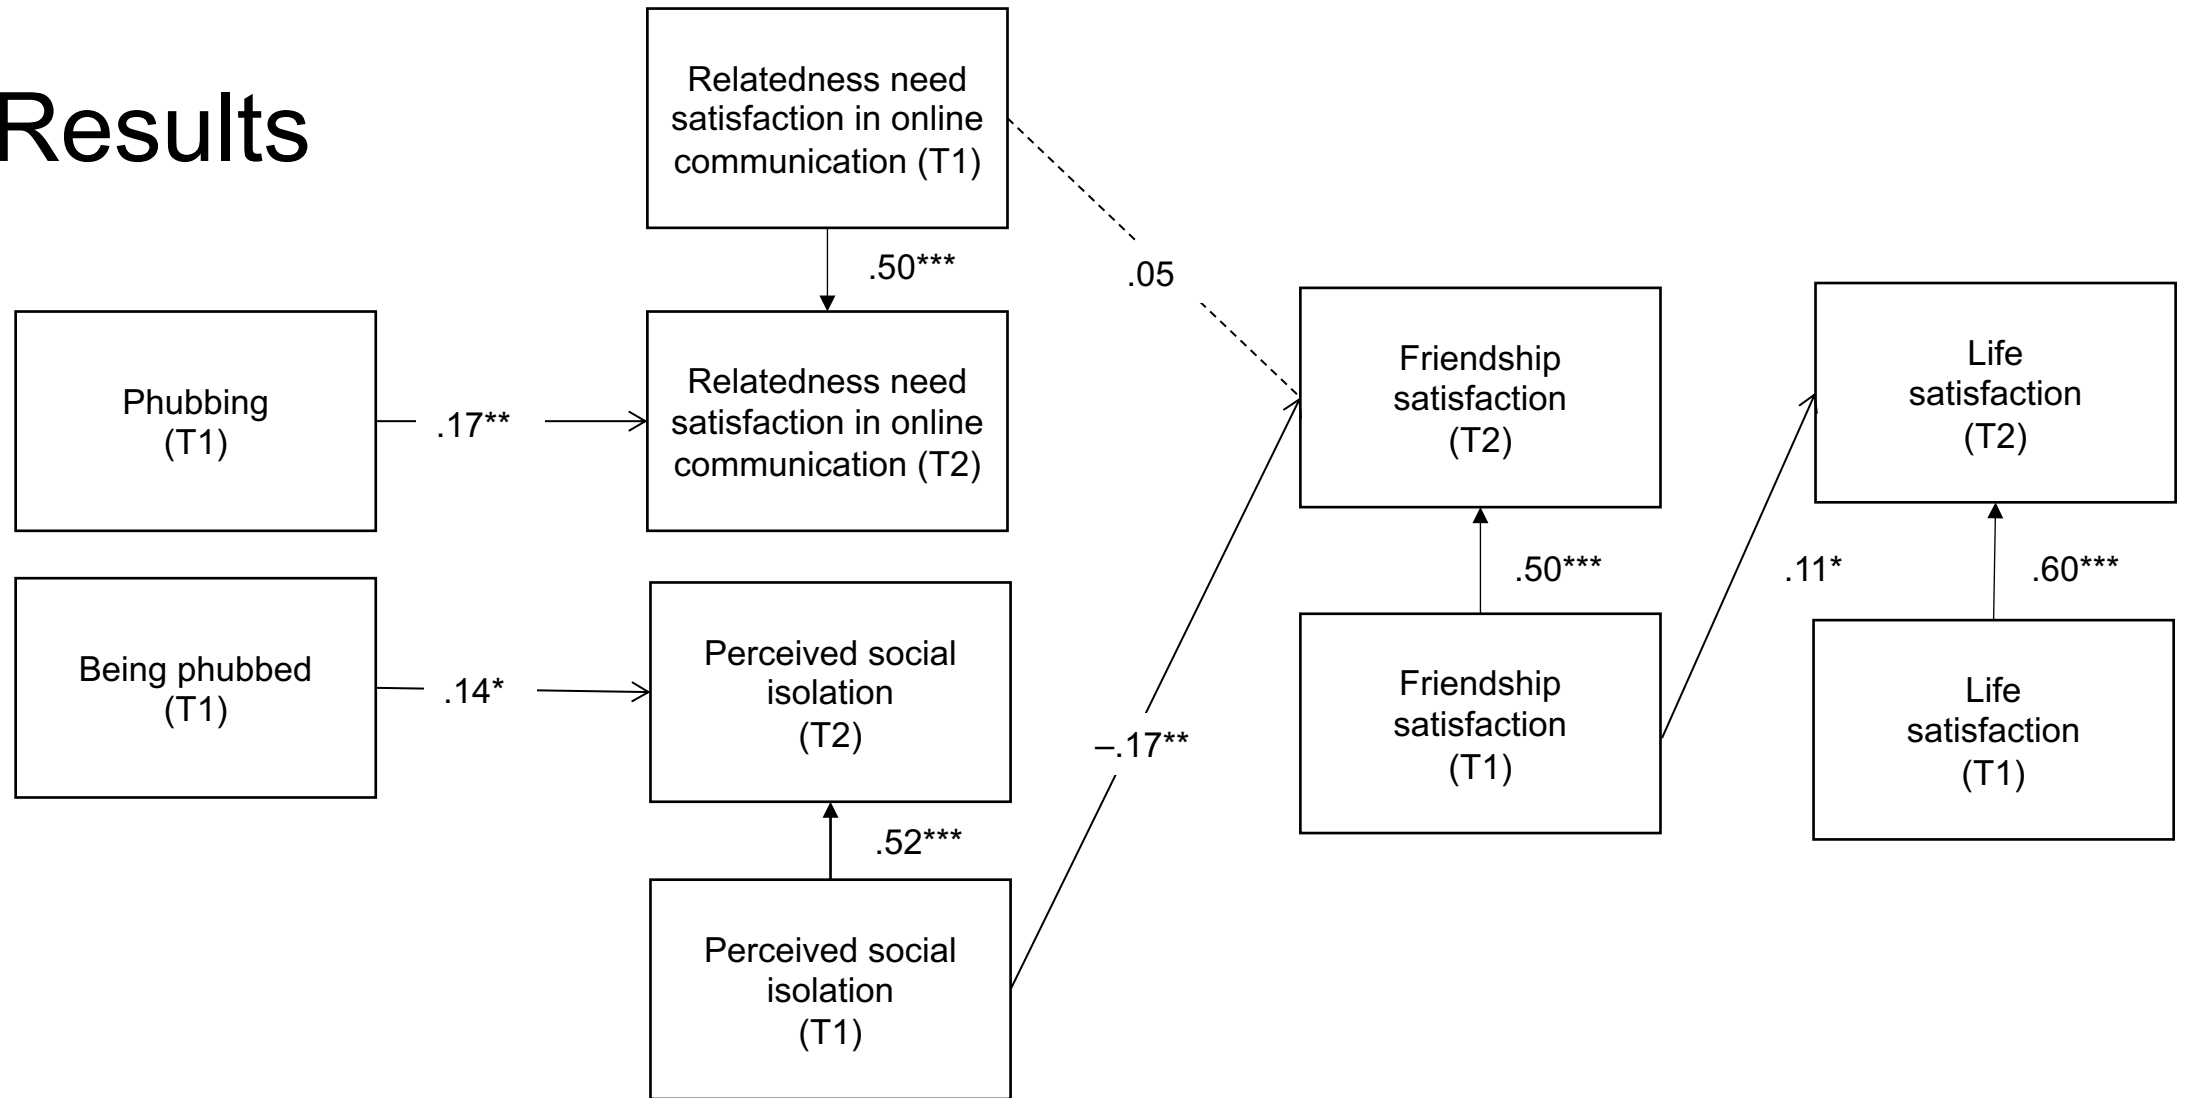 Results
Relatedness need
satisfaction in online
communication (T1)
.50***
.05
Phubbing
(T1)
.17**
Relatedness need
satisfaction in online
communication (T2)
Friendship
satisfaction
(T2)
Life
satisfaction
(T2)
Being phubbed
(T1)
.14*
Perceived social
isolation
(T2)
–.17**
.50***
.11*
.60***
Friendship
satisfaction
(T1)
Life
satisfaction
(T1)
.52***
Perceived social
isolation
(T1)